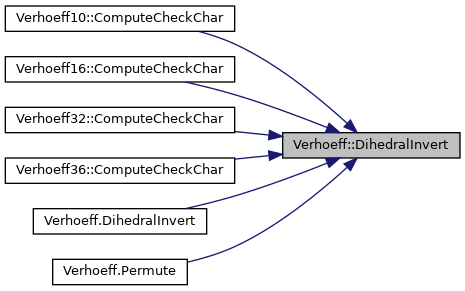 Verhoeff10::ComputeCheckChar
Verhoeff16::ComputeCheckChar
Verhoeff32::ComputeCheckChar
Verhoeff::DihedralInvert
Verhoeff36::ComputeCheckChar
Verhoeff.DihedralInvert
Verhoeff.Permute